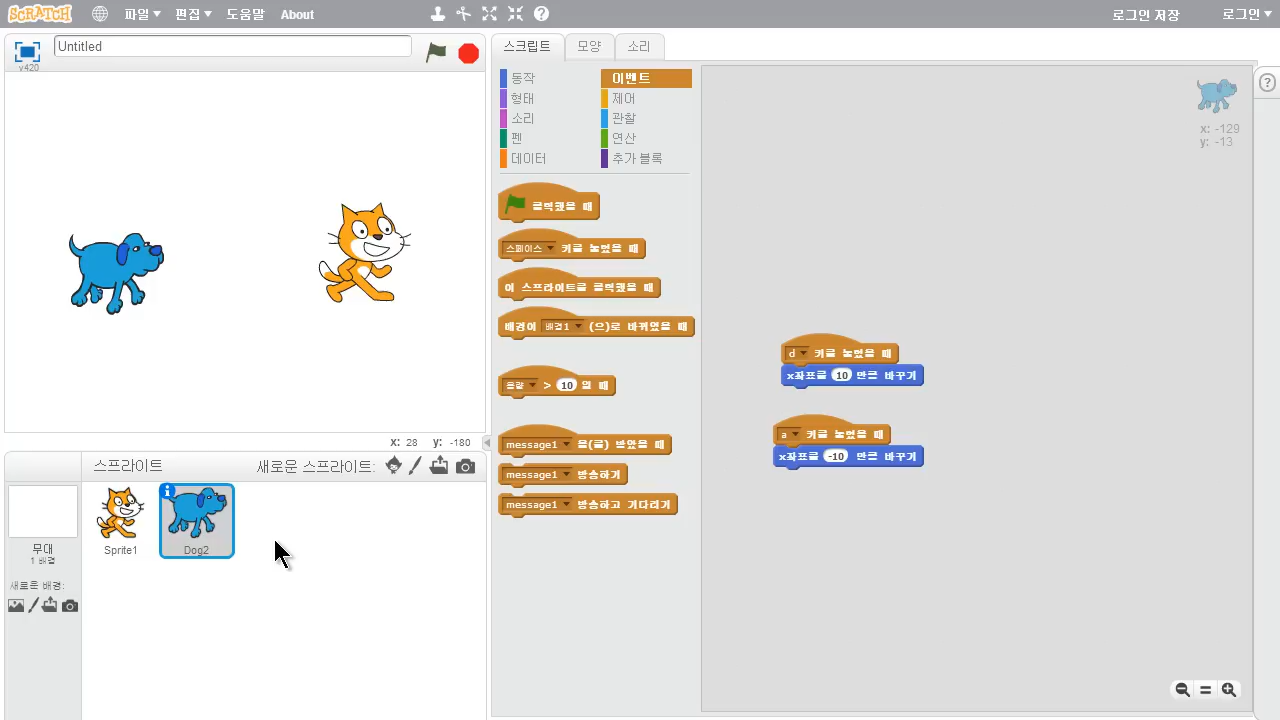 SCRATCH 파일▼ 편집▼ 도움말 About 로그인 저장 로그인▼
v420 Untitled
스크립트 모양 소리
동작 이벤트
형태 제어
소리 관찰
펜 연산
데이터 추가 블록
x: -129
y: -13
클릭했을 때
스페이스 ▼ 키를 눌렀을 때
이 스프라이트를 클릭했을 때
배경이 배경1 ▼ (으)로 바뀌었을 때
음량 ▼ > 10 일 때
message1 ▼ 을(를) 받았을 때
message1 ▼ 방송하기
message1 ▼ 방송하고 기다리기
d ▼ 키를 눌렀을 때
x좌표를 10 만큼 바꾸기
a ▼ 키를 눌렀을 때
x좌표를 -10 만큼 바꾸기
x: 28 y: -180
스프라이트 새로운 스프라이트:
Sprite1 Dog2
무대
1 배경
새로운 배경: